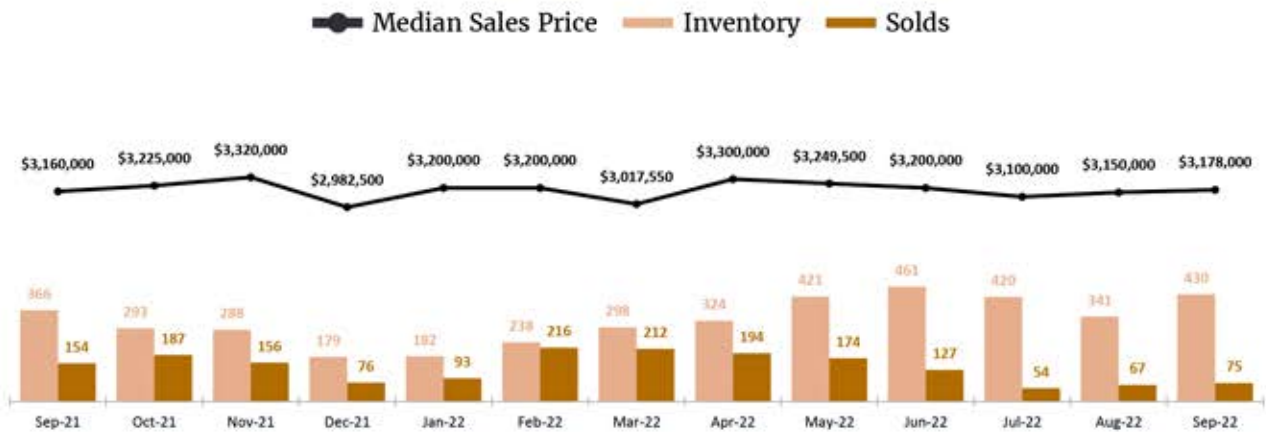 Median Sales Price Inventory Solds
$3,160,000 $3,225,000 $3,320,000 $2,982,500 $3,200,000 $3,200,000 $3,017,550 $3,300,000 $3,249,500 $3,200,000 $3,100,000 $3,150,000 $3,178,000
366 293 288 179 182 238 298 324 421 461 420 341 430
154 187 156 76 93 216 212 194 174 127 54 67 75
Sep-21 Oct-21 Nov-21 Dec-21 Jan-22 Feb-22 Mar-22 Apr-22 May-22 Jun-22 Jul-22 Aug-22 Sep-22